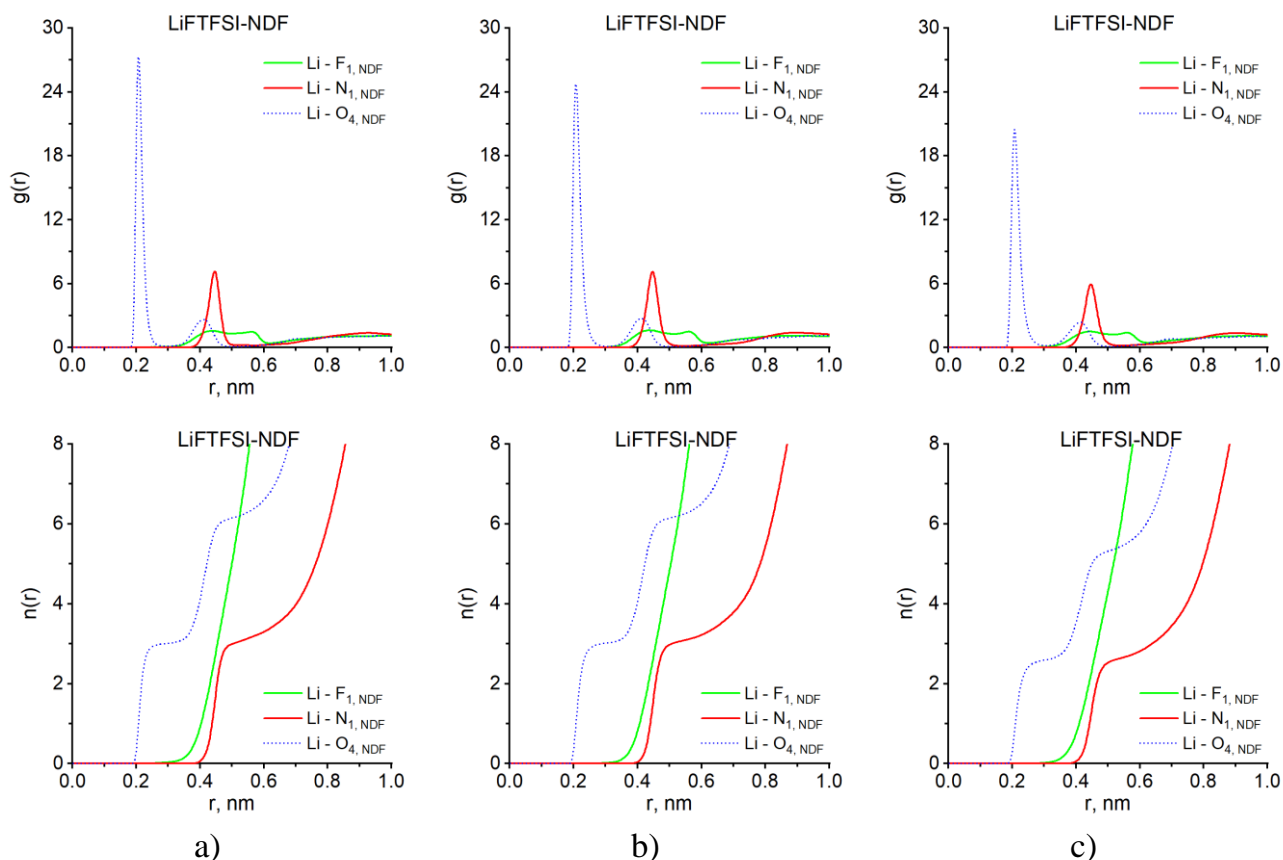 LiFTFSI-NDF
30
24
18
12
6
0
g(r)
Li - F1, NDF
Li - N1, NDF
Li - O4, NDF
0.0 0.2 0.4 0.6 0.8 1.0
r, nm
LiFTFSI-NDF
30
24
18
12
6
0
g(r)
Li - F1, NDF
Li - N1, NDF
Li - O4, NDF
0.0 0.2 0.4 0.6 0.8 1.0
r, nm
LiFTFSI-NDF
30
24
18
12
6
0
g(r)
Li - F1, NDF
Li - N1, NDF
Li - O4, NDF
0.0 0.2 0.4 0.6 0.8 1.0
r, nm
LiFTFSI-NDF
8
6
4
2
0
n(r)
Li - F1, NDF
Li - N1, NDF
Li - O4, NDF
0.0 0.2 0.4 0.6 0.8 1.0
r, nm
LiFTFSI-NDF
8
6
4
2
0
n(r)
Li - F1, NDF
Li - N1, NDF
Li - O4, NDF
0.0 0.2 0.4 0.6 0.8 1.0
r, nm
LiFTFSI-NDF
8
6
4
2
0
n(r)
Li - F1, NDF
Li - N1, NDF
Li - O4, NDF
0.0 0.2 0.4 0.6 0.8 1.0
r, nm
a) b) c)